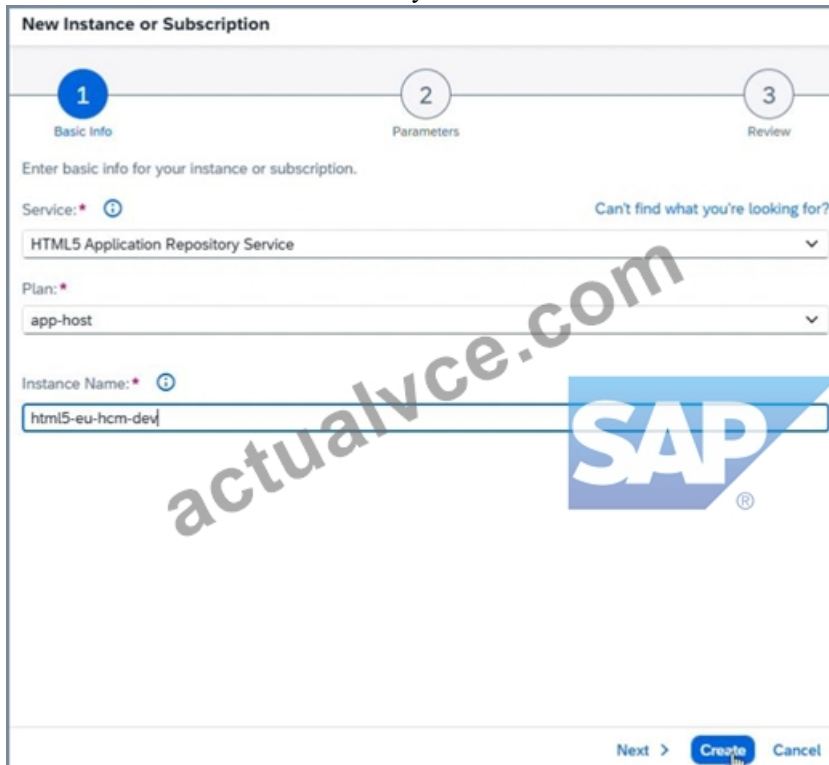 New Instance or Subscription
1
2
3
Basic Info
Parameters
Review
Enter basic info for your instance or subscription.
Service:*
Can't find what you're looking for?
HTML5 Application Repository Service
Plan:*
app-host
Instance Name:*
html5-eu-hcm-dev
actualvce.com
SAP
®
Next > Create Cancel